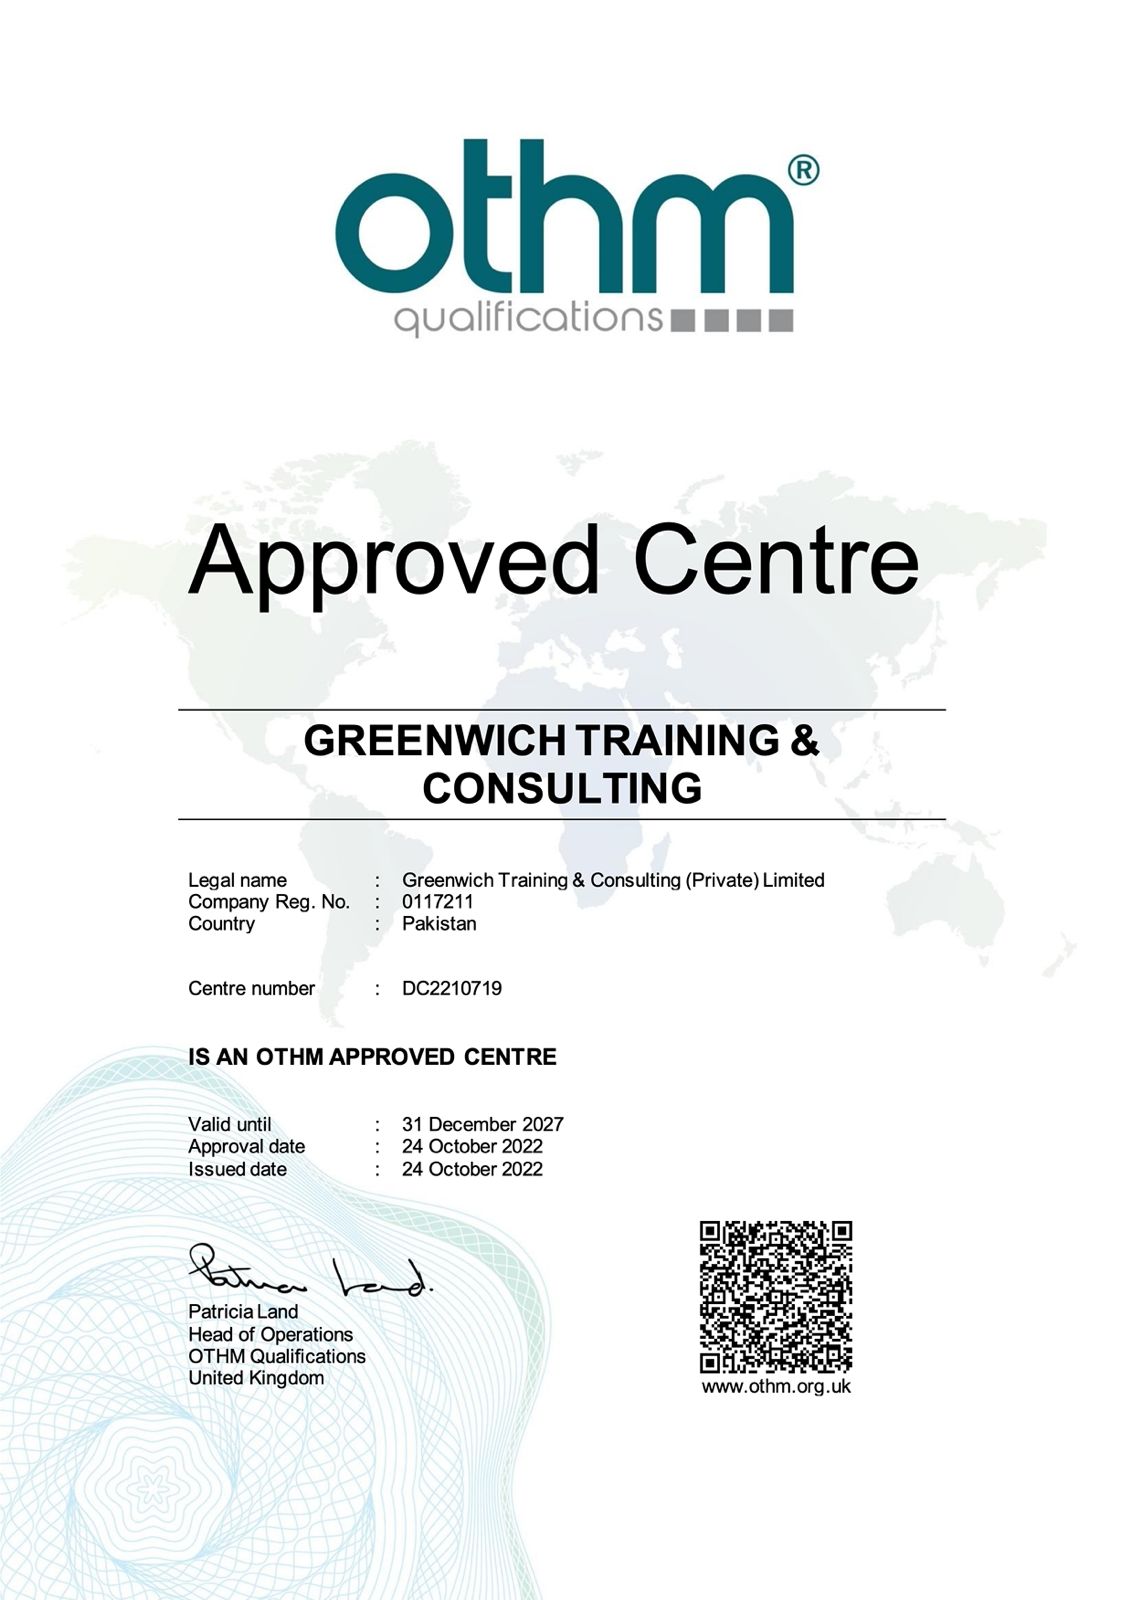 othm®
qualifications
Approved Centre
GREENWICH TRAINING &
CONSULTING
Legal name : Greenwich Training & Consulting (Private) Limited
Company Reg. No. : 0117211
Country : Pakistan
Centre number : DC2210719
IS AN OTHM APPROVED CENTRE
Valid until : 31 December 2027
Approval date : 24 October 2022
Issued date : 24 October 2022
Patricia Land.
Patricia Land
Head of Operations
OTHM Qualifications
United Kingdom
www.othm.org.uk